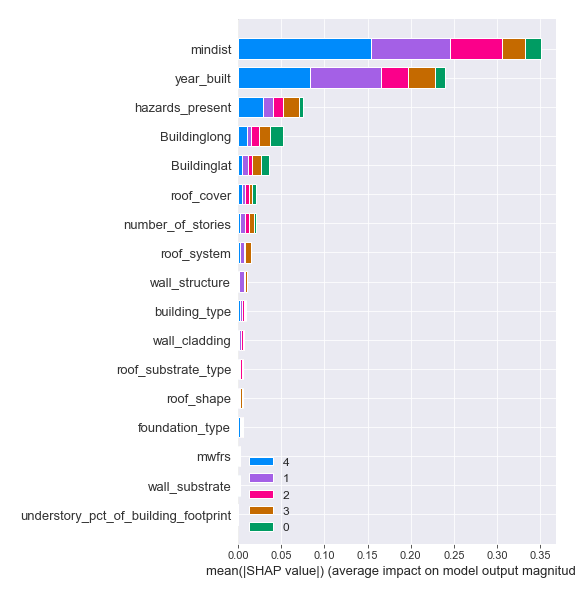 mindist
year_built
hazards_present
Buildinglong
Buildinglat
roof_cover
number_of_stories
roof_system
wall_structure
building_type
wall_cladding
roof_substrate_type
roof_shape
foundation_type
mwfrs
wall_substrate
understory_pct_of_building_footprint
4
1
2
3
0
0.00 0.05 0.10 0.15 0.20 0.25 0.30 0.35
mean(|SHAP value|) (average impact on model output magnitud